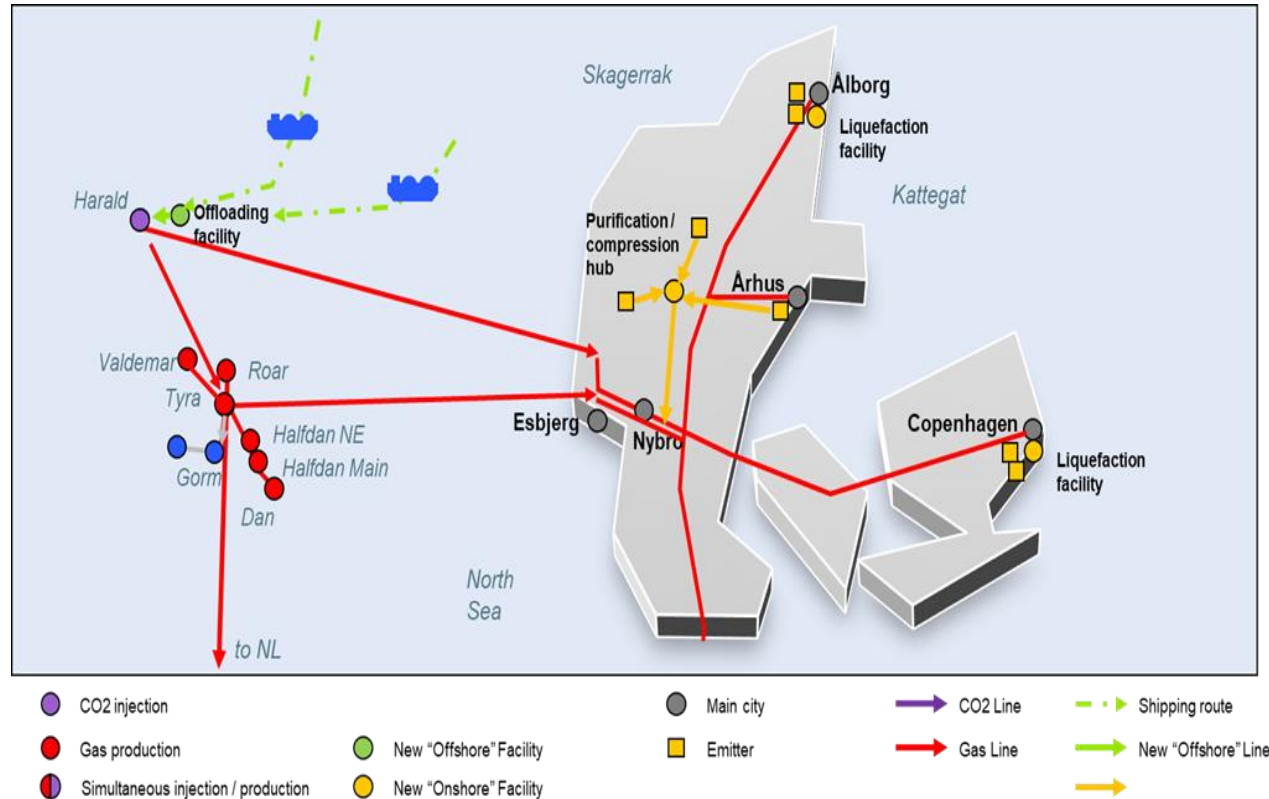 Skagerrak
Ålborg
Liquefaction
facility
Kattegat
Harald
Offloading
facility
Purification /
compression
hub
Århus
Valdemar
Roar
Tyra
Esbjerg
Nybro
Copenhagen
Halfdan NE
Halfdan Main
Gorm
Liquefaction
facility
Dan
North
Sea
to NL
CO2 injection
Main city
CO2 Line
Shipping route
Gas production
New "Offshore" Facility
Emitter
Gas Line
New "Offshore" Line
Simultaneous injection / production
New "Onshore" Facility